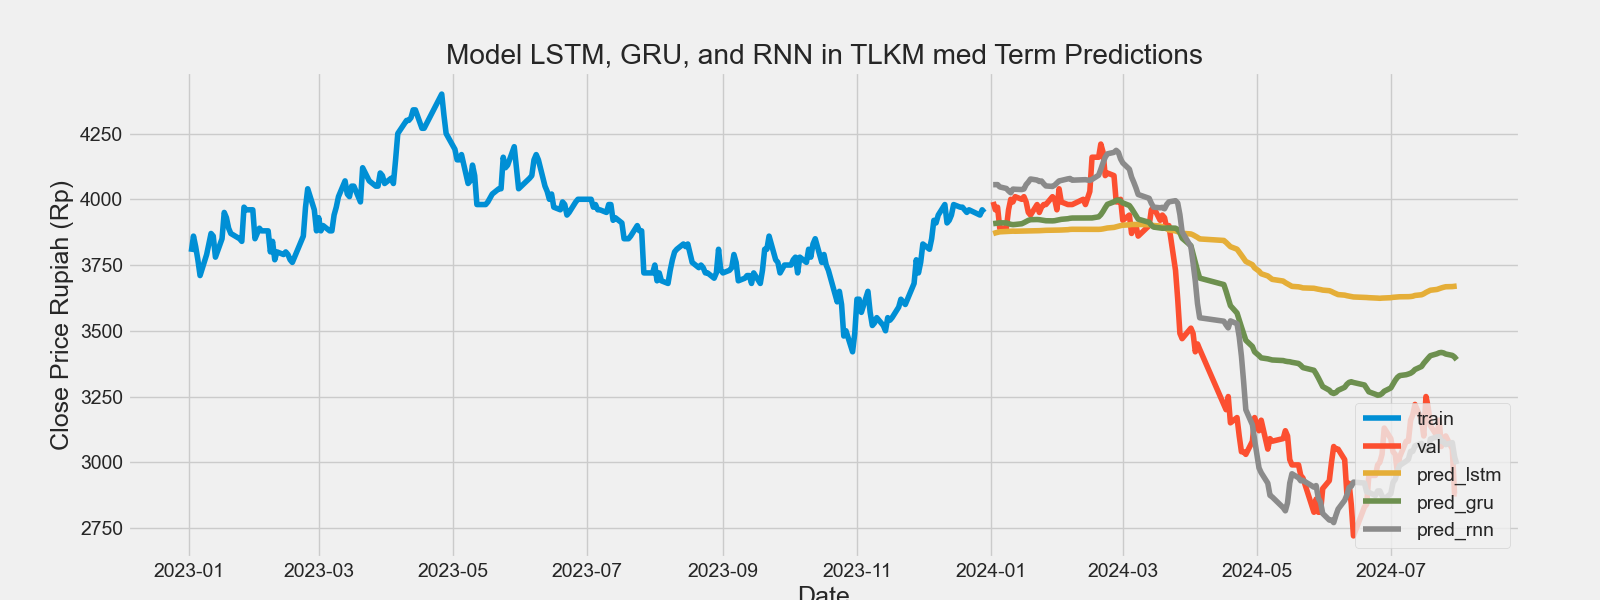 Model LSTM, GRU, and RNN in TLKM med Term Predictions
Close Price Rupiah (Rp)
4250
4000
3750
3500
3250
3000
2750
train
val
pred_lstm
pred_gru
pred_rnn
2023-01 2023-03 2023-05 2023-07 2023-09 2023-11 2024-01 2024-03 2024-05 2024-07
Date